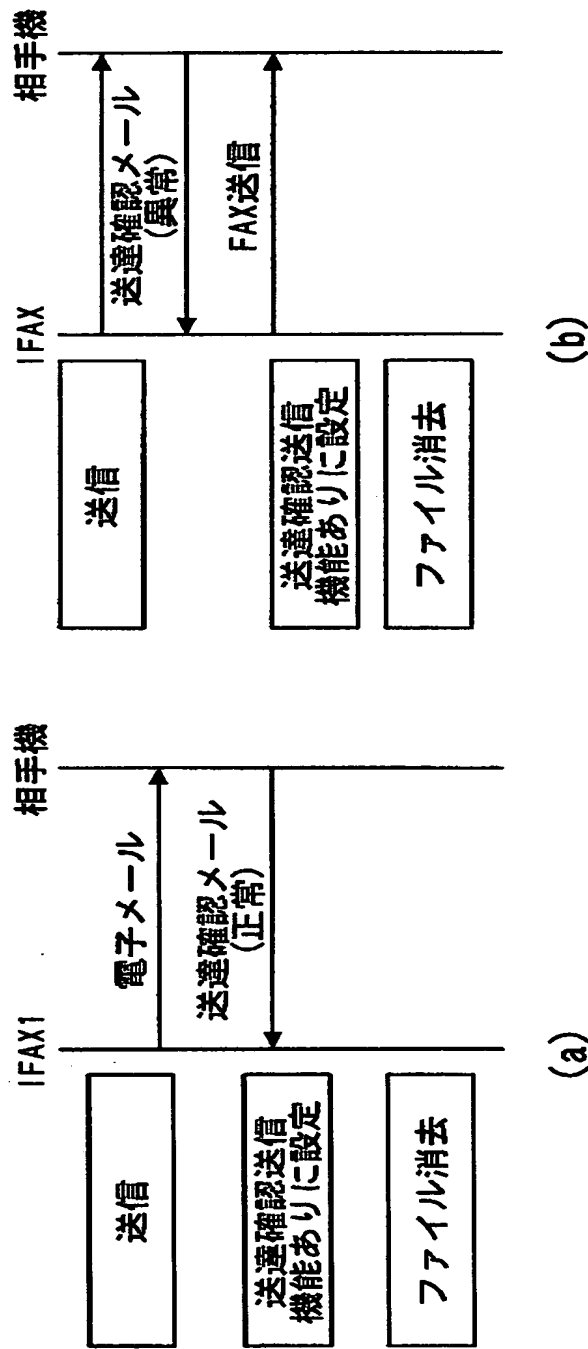 IFAX1
相手機
送信
電子メール
送達確認メール
(正常)
送達確認送信
機能ありに設定
ファイル消去
(a)
IFAX
相手機
送信
送達確認メール
(異常)
FAX送信
送達確認送信
機能ありに設定
ファイル消去
(b)